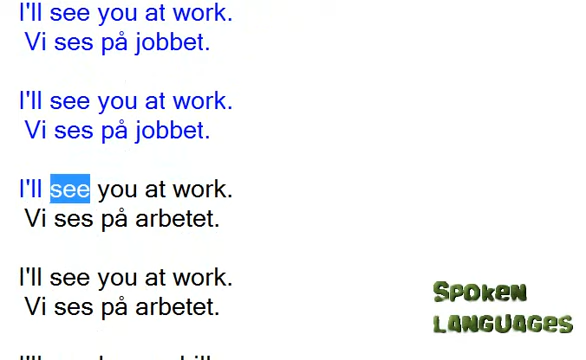 I'll see you at work.
Vi ses på jobbet.
I'll see you at work.
Vi ses på jobbet.
I'll see you at work.
Vi ses på arbetet.
I'll see you at work.
Vi ses på arbetet.
Spoken
Languages